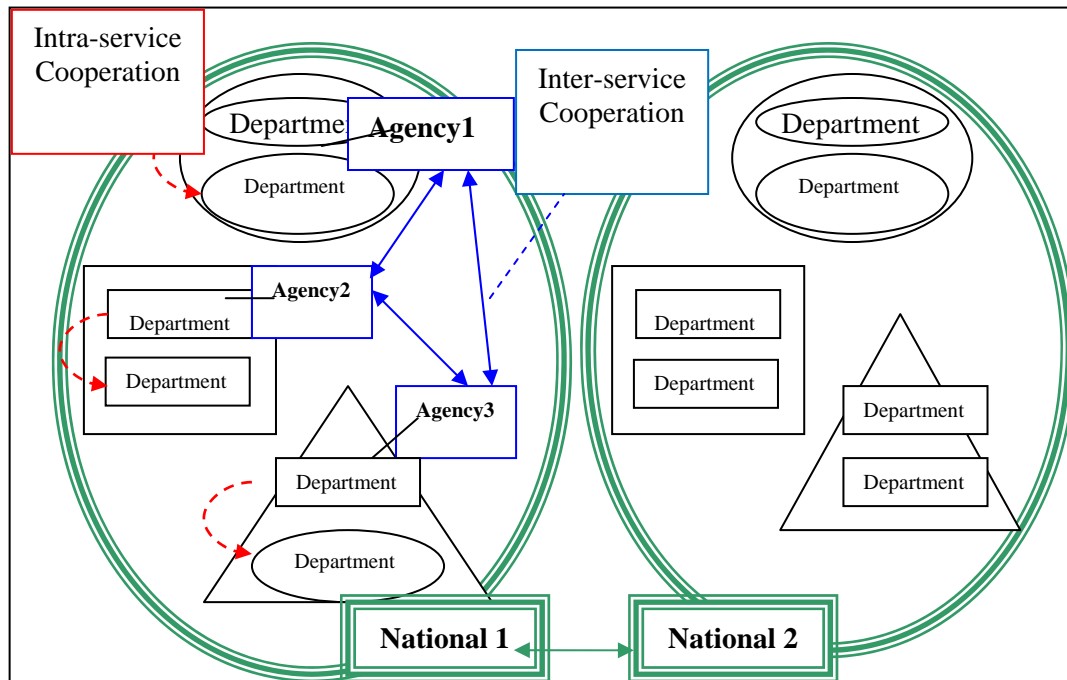 Intra-service
Cooperation
Inter-service
Cooperation
Departme
Agency1
Department
Department
Department
Department
Agency2
Department
Department
Department
Department
Agency3
Department
Department
Department
Department
National 1
National 2